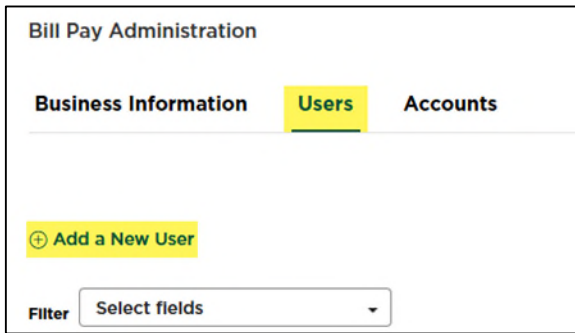 Bill Pay Administration
Business Information Users Accounts
Add a New User
Filter Select fields